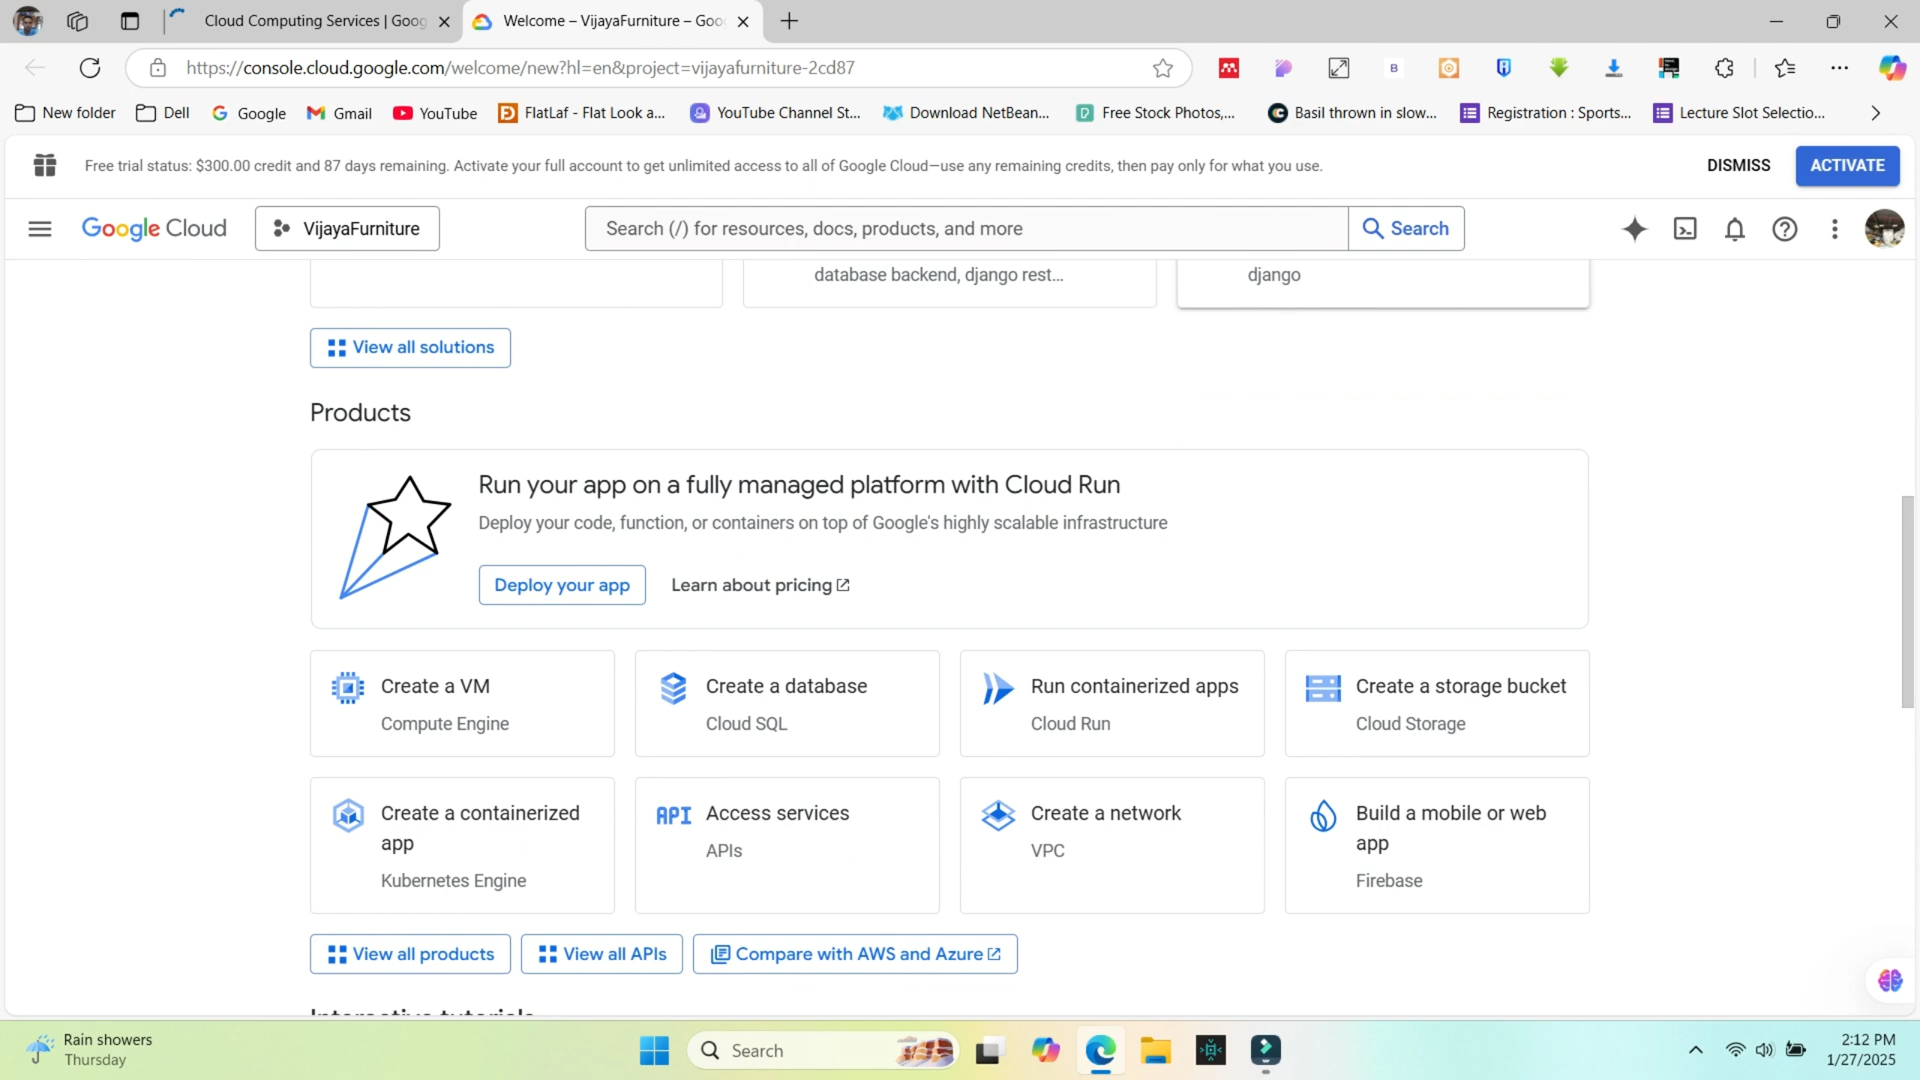 Cloud Computing Services | Goog
Welcome – VijayaFurniture – Goo
https://console.cloud.google.com/welcome/new?hl=en&project=vijayafurniture-2cd87
New folder
Dell
Google
Gmail
YouTube
FlatLaf - Flat Look a...
YouTube Channel St...
Download NetBean...
Free Stock Photos,...
Basil thrown in slow...
Registration : Sports...
Lecture Slot Selectio...
Free trial status: $300.00 credit and 87 days remaining. Activate your full account to get unlimited access to all of Google Cloud—use any remaining credits, then pay only for what you use.
DISMISS
ACTIVATE
Google Cloud
VijayaFurniture
Search (/) for resources, docs, products, and more
Search
database backend, django rest...
django
View all solutions
Products
Run your app on a fully managed platform with Cloud Run
Deploy your code, function, or containers on top of Google's highly scalable infrastructure
Deploy your app
Learn about pricing
Create a VM
Compute Engine
Create a database
Cloud SQL
Run containerized apps
Cloud Run
Create a storage bucket
Cloud Storage
Create a containerized
app
Kubernetes Engine
API
Access services
APIs
Create a network
VPC
Build a mobile or web
app
Firebase
View all products
View all APIs
Compare with AWS and Azure
Interactive tutorials
Rain showers
Thursday
Search
2:12 PM
1/27/2025